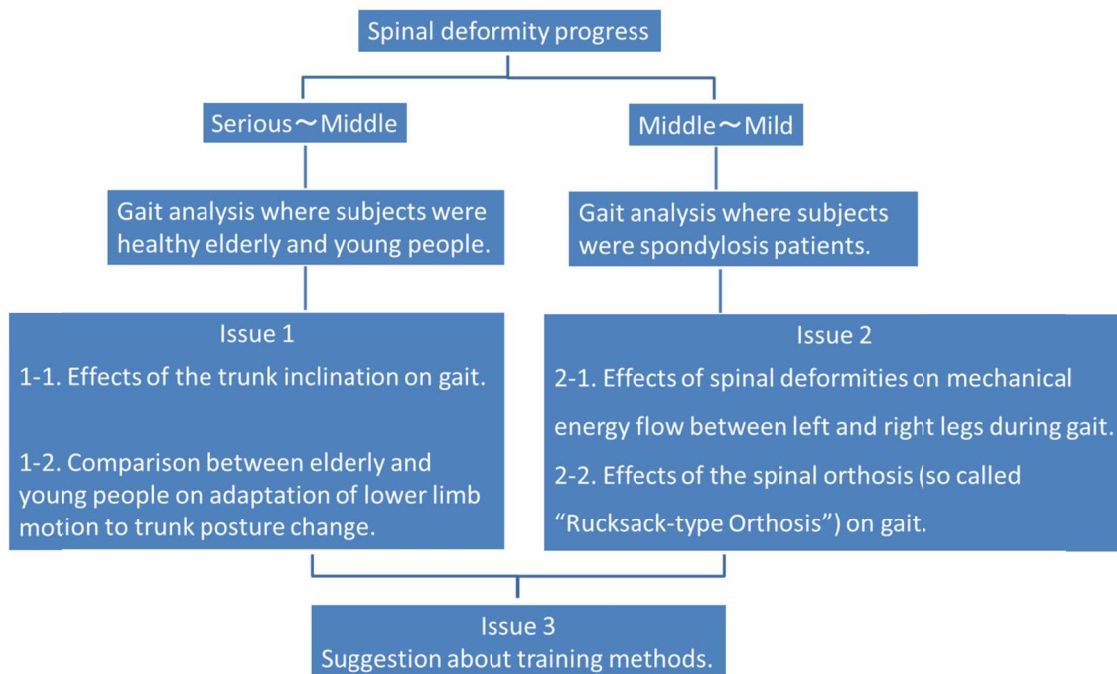 Spinal deformity progress
Serious～Middle
Middle～Mild
Gait analysis where subjects were
healthy elderly and young people.
Gait analysis where subjects
were spondylosis patients.
Issue 1
1-1. Effects of the trunk inclination on gait.
1-2. Comparison between elderly and
young people on adaptation of lower limb
motion to trunk posture change.
Issue 2
2-1. Effects of spinal deformities on mechanical
energy flow between left and right legs during gait.
2-2. Effects of the spinal orthosis (so called
“Rucksack-type Orthosis”) on gait.
Issue 3
Suggestion about training methods.